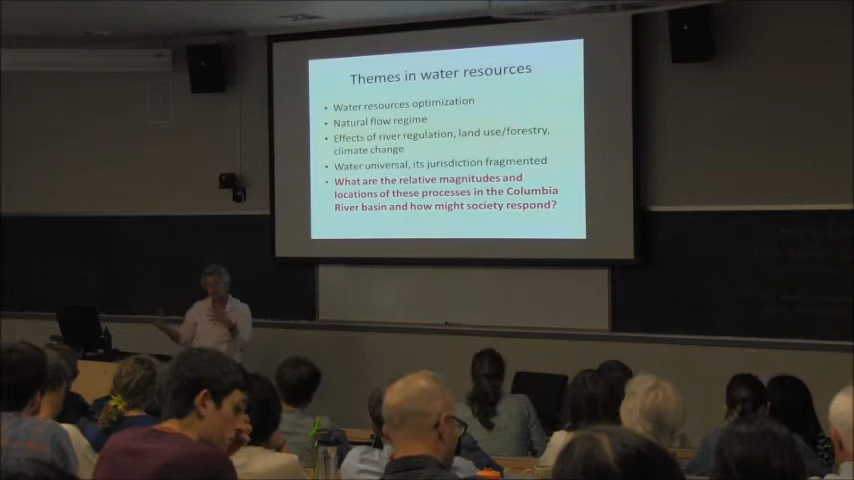 Themes in water resources
• Water resources optimization
• Natural flow regime
• Effects of river regulation, land use/forestry,
climate change
• Water universal, its jurisdiction fragmented
• What are the relative magnitudes and
locations of these processes in the Columbia
River basin and how might society respond?